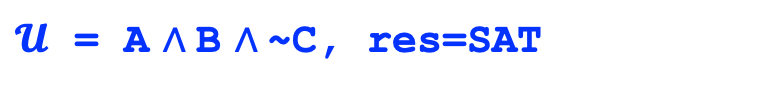 𝒰 = A ∧ B ∧ ~C, res=SAT